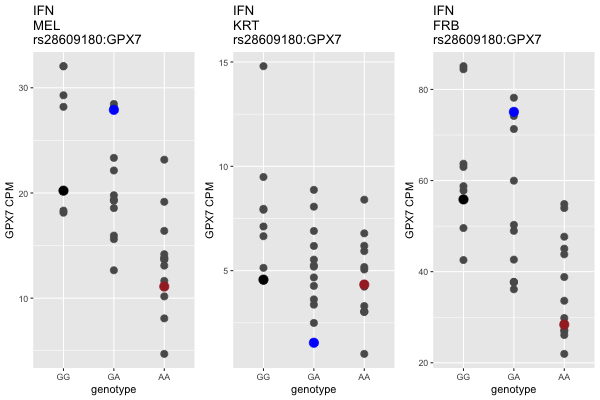 IFN
MEL
rs28609180:GPX7
GPX7 CPM
30
20
10
GG
GA
AA
genotype
IFN
KRT
rs28609180:GPX7
GPX7 CPM
15
10
5
GG
GA
AA
genotype
IFN
FRB
rs28609180:GPX7
GPX7 CPM
80
60
40
20
GG
GA
AA
genotype